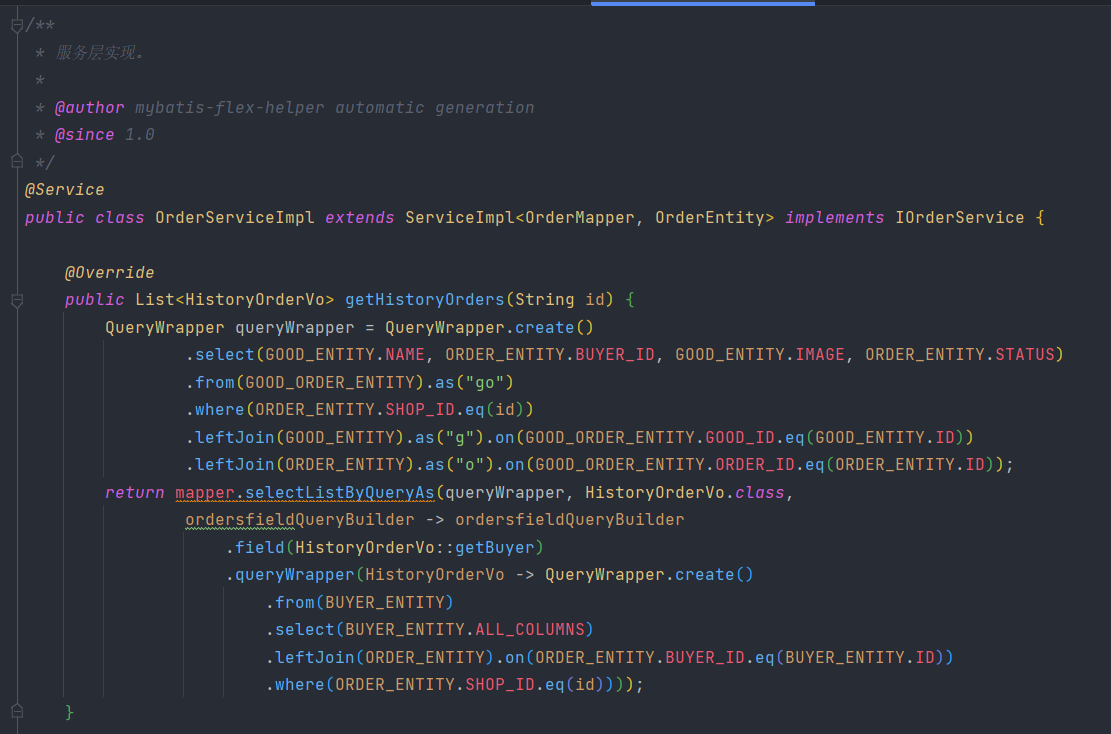 /**
 * 服务层实现。
 *
 * @author mybatis-flex-helper automatic generation
 * @since 1.0
 */
@Service
public class OrderServiceImpl extends ServiceImpl<OrderMapper, OrderEntity> implements IOrderService {

    @Override
    public List<HistoryOrderVo> getHistoryOrders(String id) {
        QueryWrapper queryWrapper = QueryWrapper.create()
                .select(GOOD_ENTITY.NAME, ORDER_ENTITY.BUYER_ID, GOOD_ENTITY.IMAGE, ORDER_ENTITY.STATUS)
                .from(GOOD_ORDER_ENTITY).as("go")
                .where(ORDER_ENTITY.SHOP_ID.eq(id))
                .leftJoin(GOOD_ENTITY).as("g").on(GOOD_ORDER_ENTITY.GOOD_ID.eq(GOOD_ENTITY.ID))
                .leftJoin(ORDER_ENTITY).as("o").on(GOOD_ORDER_ENTITY.ORDER_ID.eq(ORDER_ENTITY.ID));
        return mapper.selectListByQueryAs(queryWrapper, HistoryOrderVo.class,
                ordersfieldQueryBuilder -> ordersfieldQueryBuilder
                    .field(HistoryOrderVo::getBuyer)
                    .queryWrapper(HistoryOrderVo -> QueryWrapper.create()
                        .from(BUYER_ENTITY)
                        .select(BUYER_ENTITY.ALL_COLUMNS)
                        .leftJoin(ORDER_ENTITY).on(ORDER_ENTITY.BUYER_ID.eq(BUYER_ENTITY.ID))
                        .where(ORDER_ENTITY.SHOP_ID.eq(id))));
    }